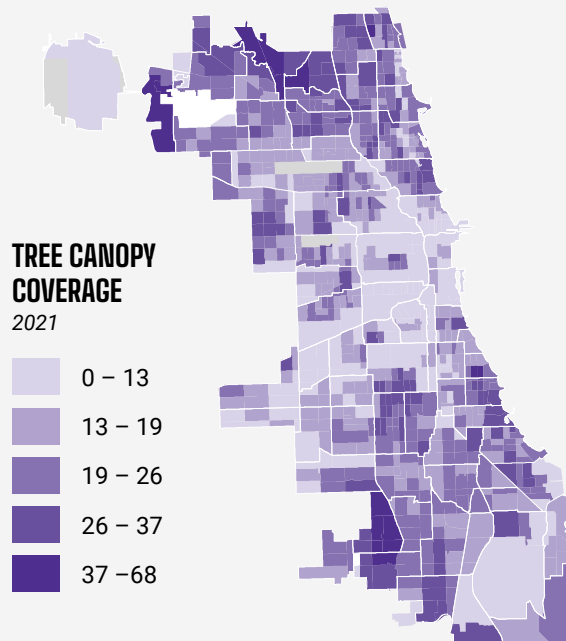 TREE CANOPY
COVERAGE
2021
0 – 13
13 – 19
19 – 26
26 – 37
37 –68